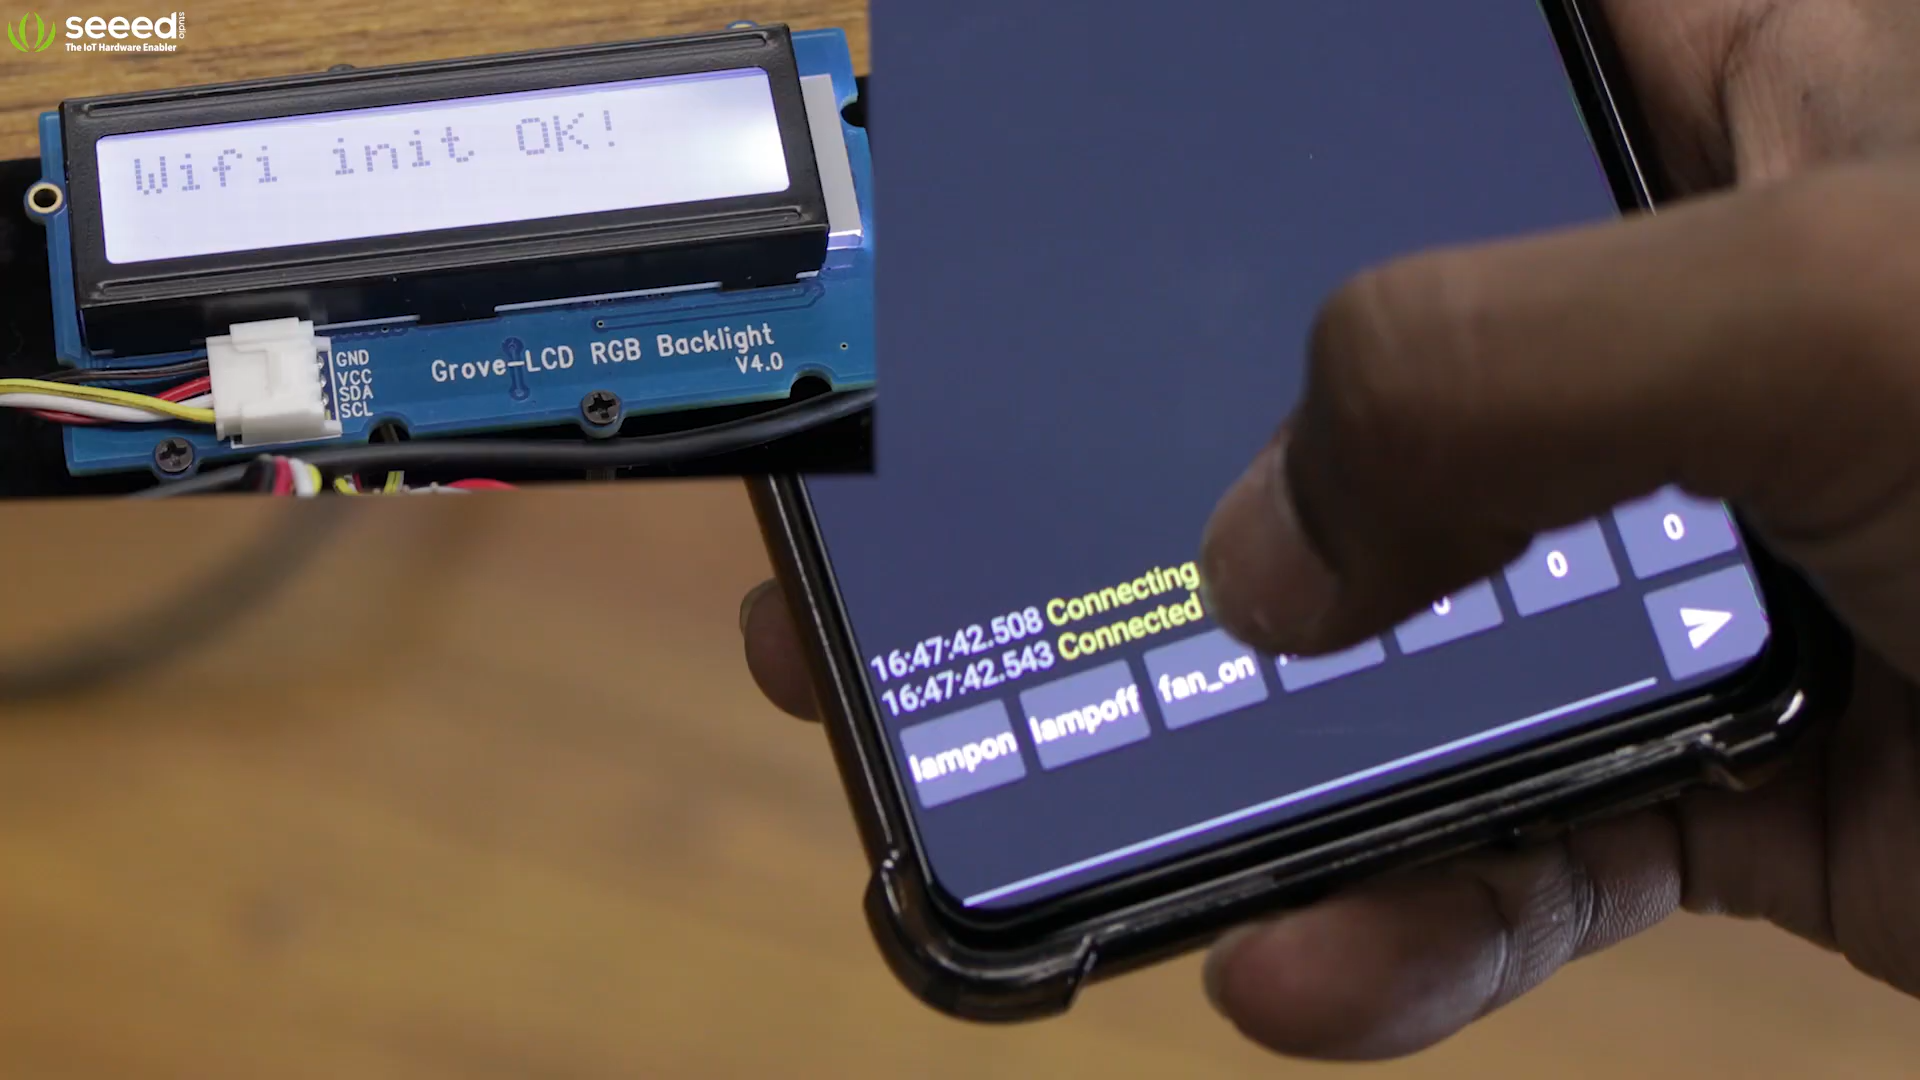 seeed
studio
The IoT Hardware Enabler
Wifi init OK!
GND
VCC
SDA
SCL
Grove-LCD RGB Backlight
V4.0
16:47:42.508 Connecting
16:47:42.543 Connected
lampon lampoff fan_on 0 0